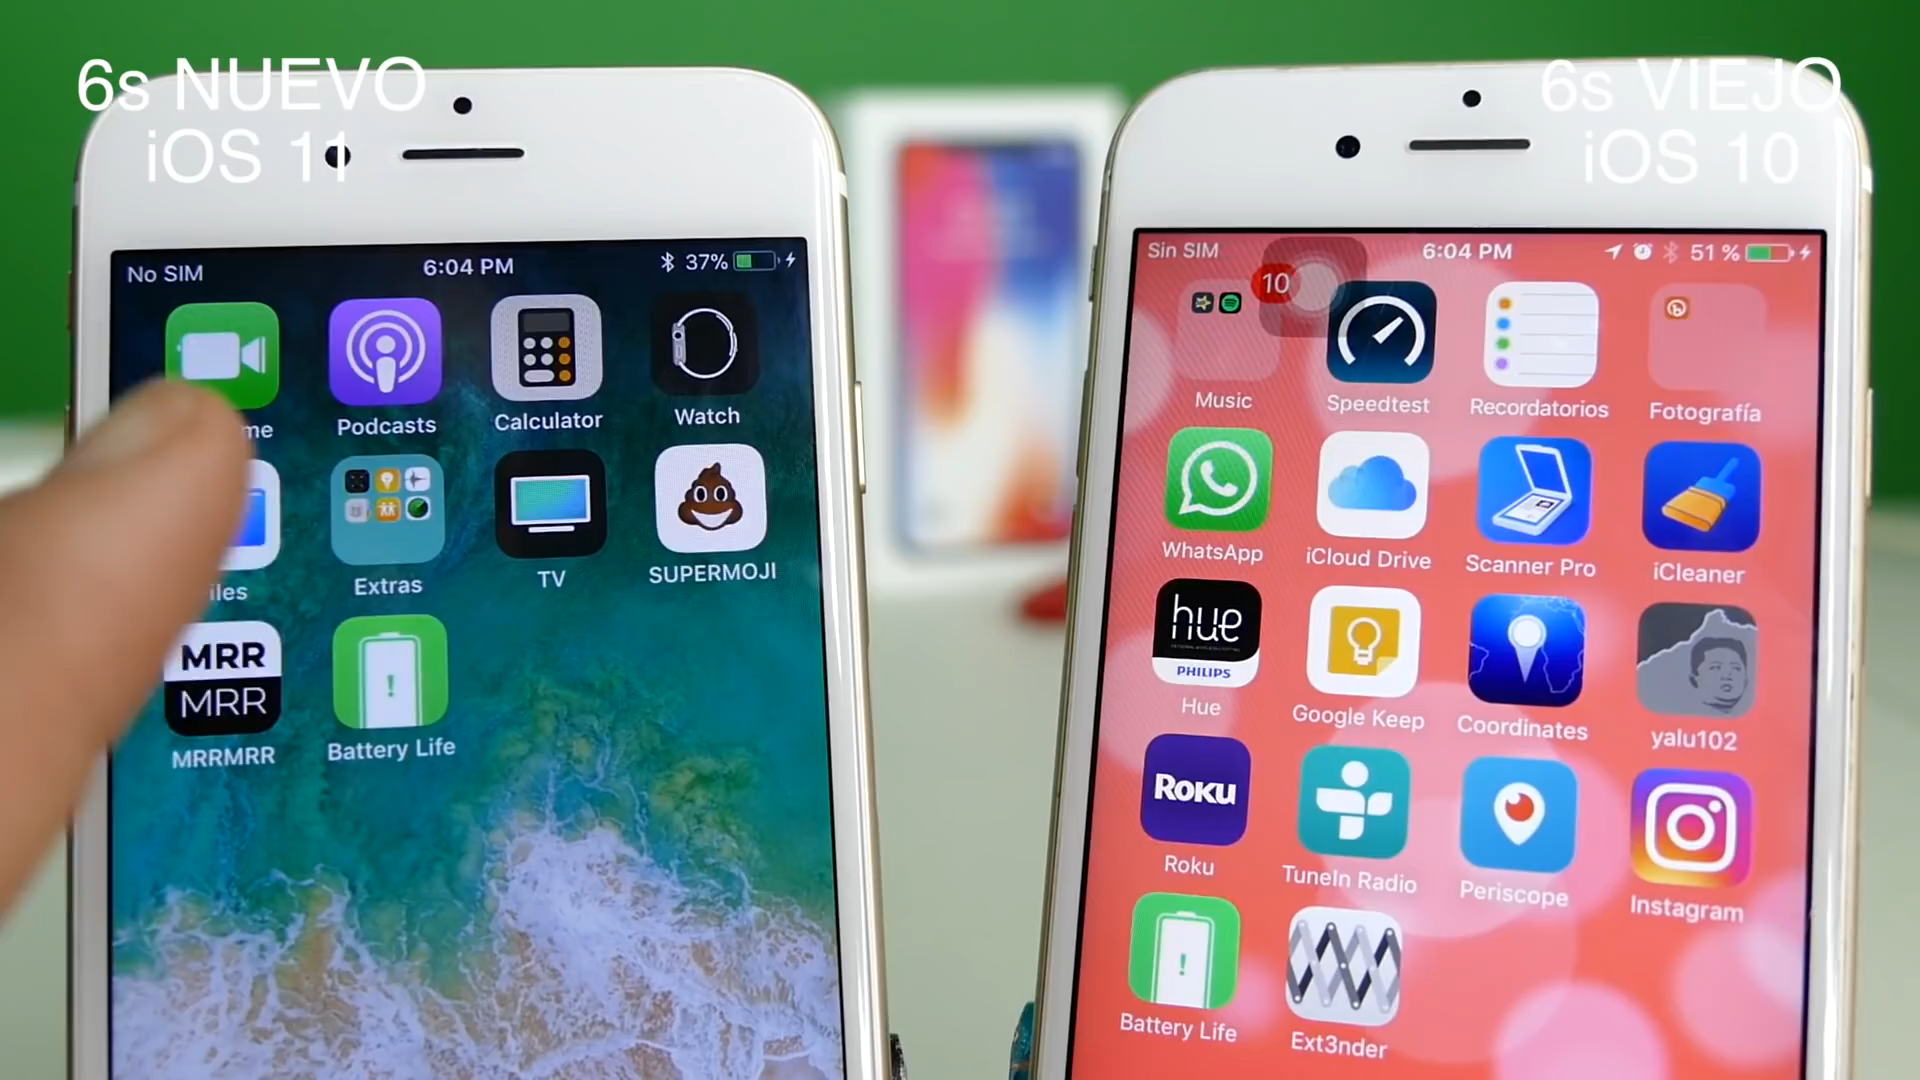 6s NUEVO
iOS 11
6s VIEJO
iOS 10
No SIM
6:04 PM
37%
me
Podcasts
Calculator
Watch
iles
Extras
TV
SUPERMOJI
MRR
MRR
MRRMRR
Battery Life
Sin SIM
6:04 PM
51 %
10
Music
Speedtest
Recordatorios
Fotografía
WhatsApp
iCloud Drive
Scanner Pro
iCleaner
hue
PHILIPS
Hue
Google Keep
Coordinates
yalu102
ROKU
Roku
TuneIn Radio
Periscope
Instagram
Battery Life
Ext3nder